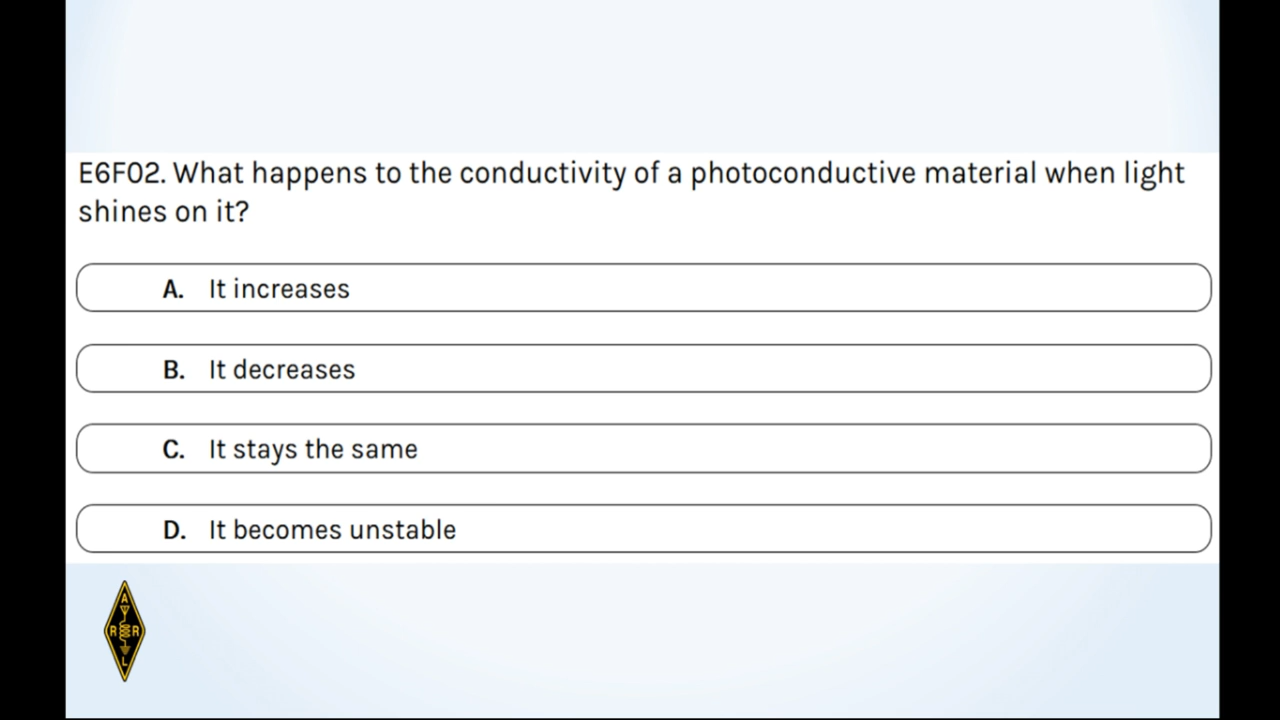 E6F02. What happens to the conductivity of a photoconductive material when light
shines on it?
A. It increases
B. It decreases
C. It stays the same
D. It becomes unstable
A
R R
L